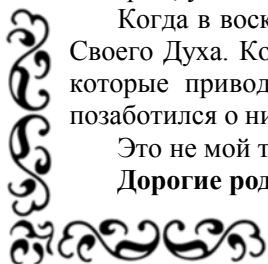 Когда в воск
Своего Духа. Ко
которые привод
позаботился о ни
Это не мой т
Дорогие род